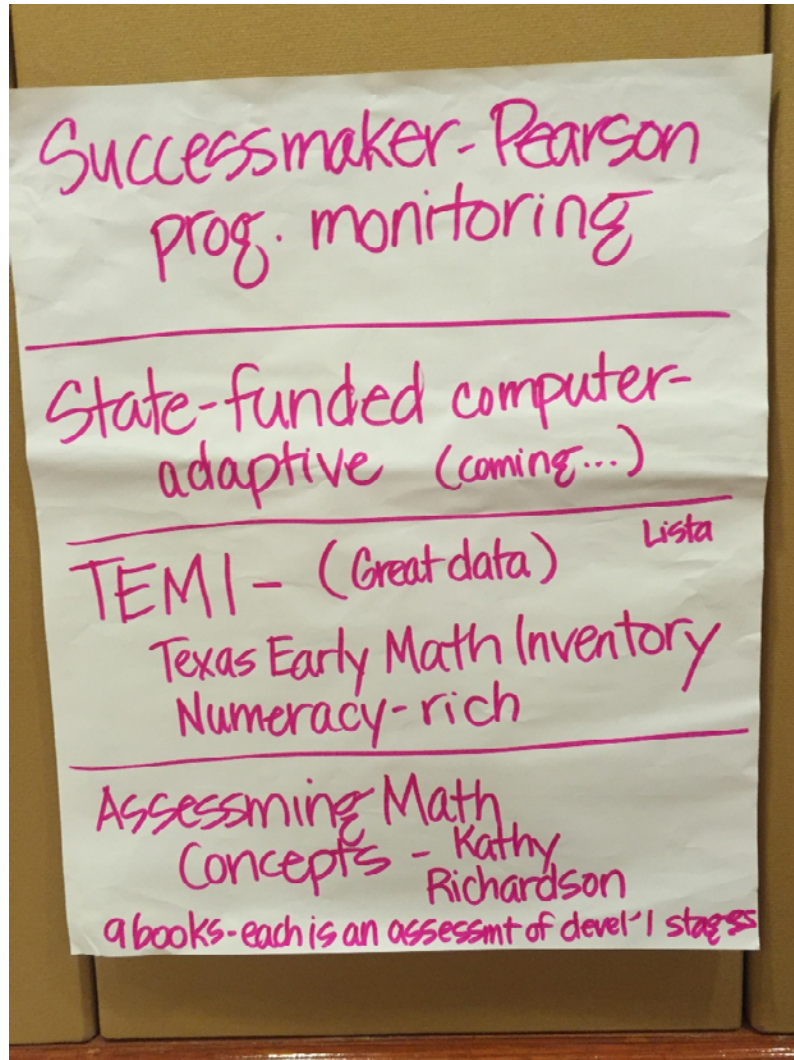 Successmaker- Pearson
prog. monitoring
State-funded computer-
adaptive (coming...)
Lista
TEMI - (Great data)
Texas Early Math Inventory
Numeracy-rich
Assessming Math
Concepts - Kathy
Richardson
9 books-each is an assessmt of devel'l stages